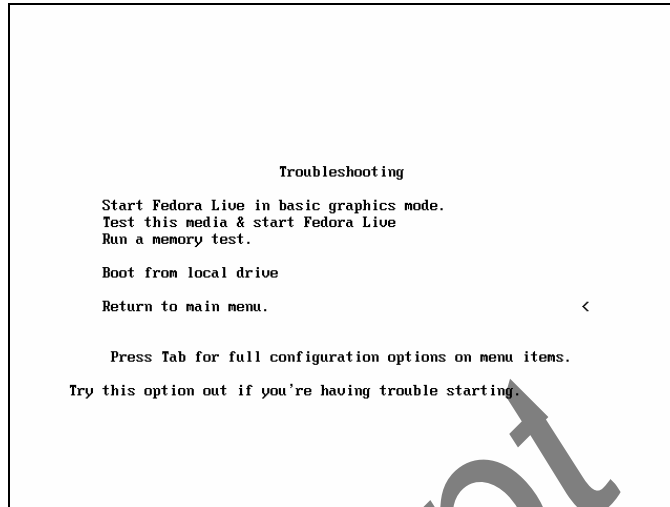 Troubleshooting
Start Fedora Live in basic graphics mode.
Test this media & start Fedora Live
Run a memory test.
Boot from local drive
Return to main menu. <
Press Tab for full configuration options on menu items.
Try this option out if you're having trouble starting.
pt